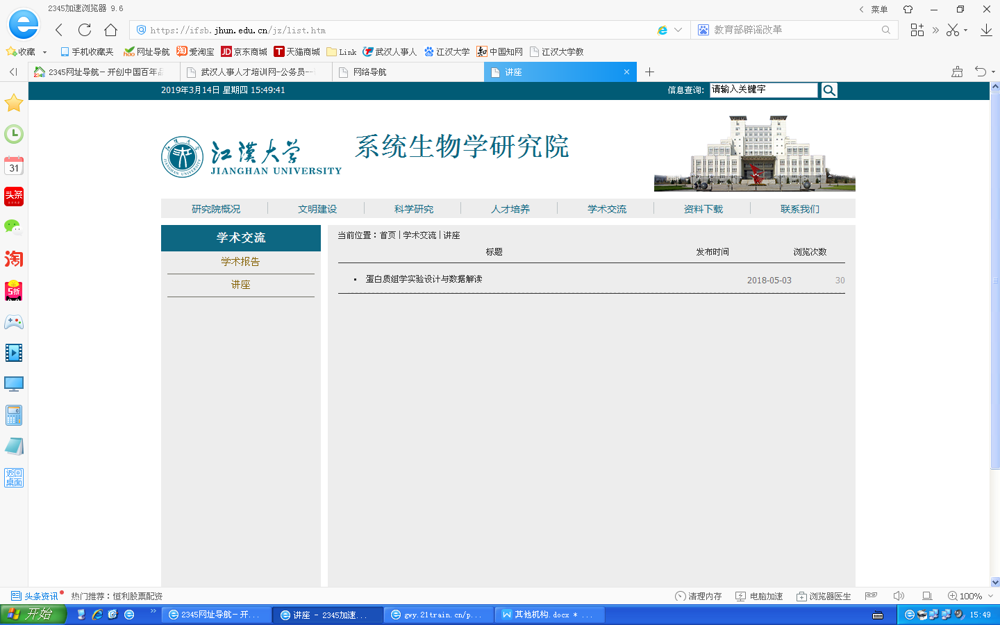 2345加速浏览器 9.6
菜单
https://ifsb.jhun.edu.cn/jz/list.htm
教育部辟谣改革
收藏 手机收藏夹 网址导航 爱淘宝 京东商城 天猫商城 Link 武汉人事人 江汉大学 中国知网 江汉大学教
2345网址导航－开创中国百年品 武汉人事人才培训网-公务员-- 网络导航 讲座
2019年3月14日 星期四 15:49:41 信息查询: 请输入关键字
31
头条
淘
5折
返回
桌面
江漢大学
JIANGHAN UNIVERSITY
系统生物学研究院
研究院概况 文明建设 科学研究 人才培养 学术交流 资料下载 联系我们
学术交流
学术报告
讲座
当前位置：首页 | 学术交流 | 讲座
标题 发布时间 浏览次数
▪ 蛋白质组学实验设计与数据解读 2018-05-03 30
头条资讯 热门推荐：恒利股票配资 清理内存 电脑加速 浏览器医生 100%
开始 2345网址导航－开... 讲座 - 2345加速... gwy.21train.cn/p... 其他机构.docx * ... 15:49